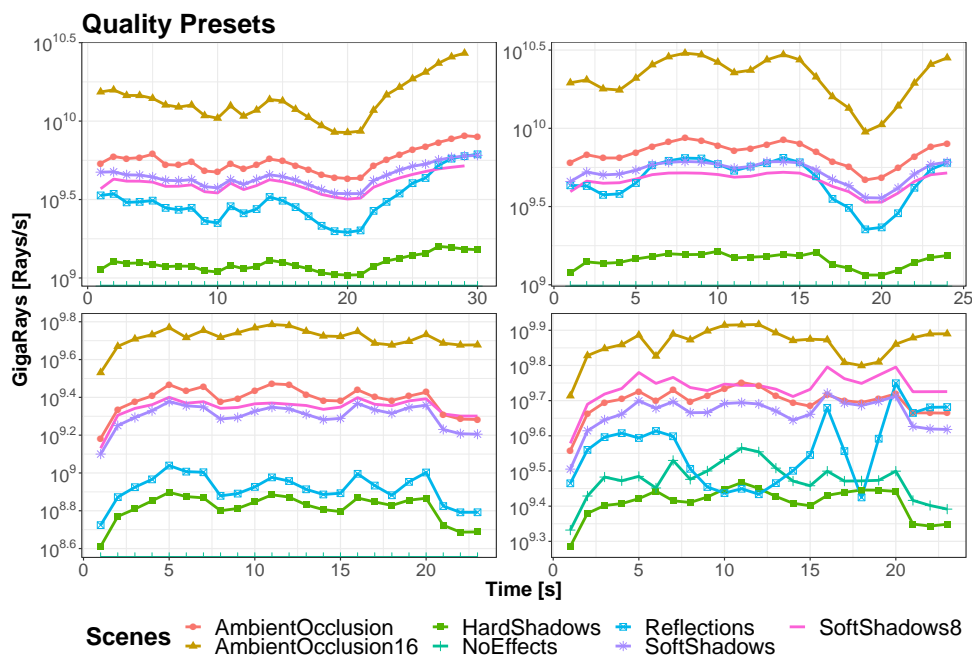 Quality Presets
GigaRays [Rays/s]
10^10.5
10^10
10^9.5
10^9
0 5 10 15 20 25 30
10^10.5
10^10
10^9.5
10^9
0 5 10 15 20 25
10^9.8
10^9.6
10^9.4
10^9.2
10^9
10^8.8
10^8.6
0 5 10 15 20
10^9.9
10^9.8
10^9.7
10^9.6
10^9.5
10^9.4
10^9.3
0 5 10 15 20
Time [s]
Scenes
AmbientOcclusion HardShadows Reflections SoftShadows8
AmbientOcclusion16 NoEffects SoftShadows